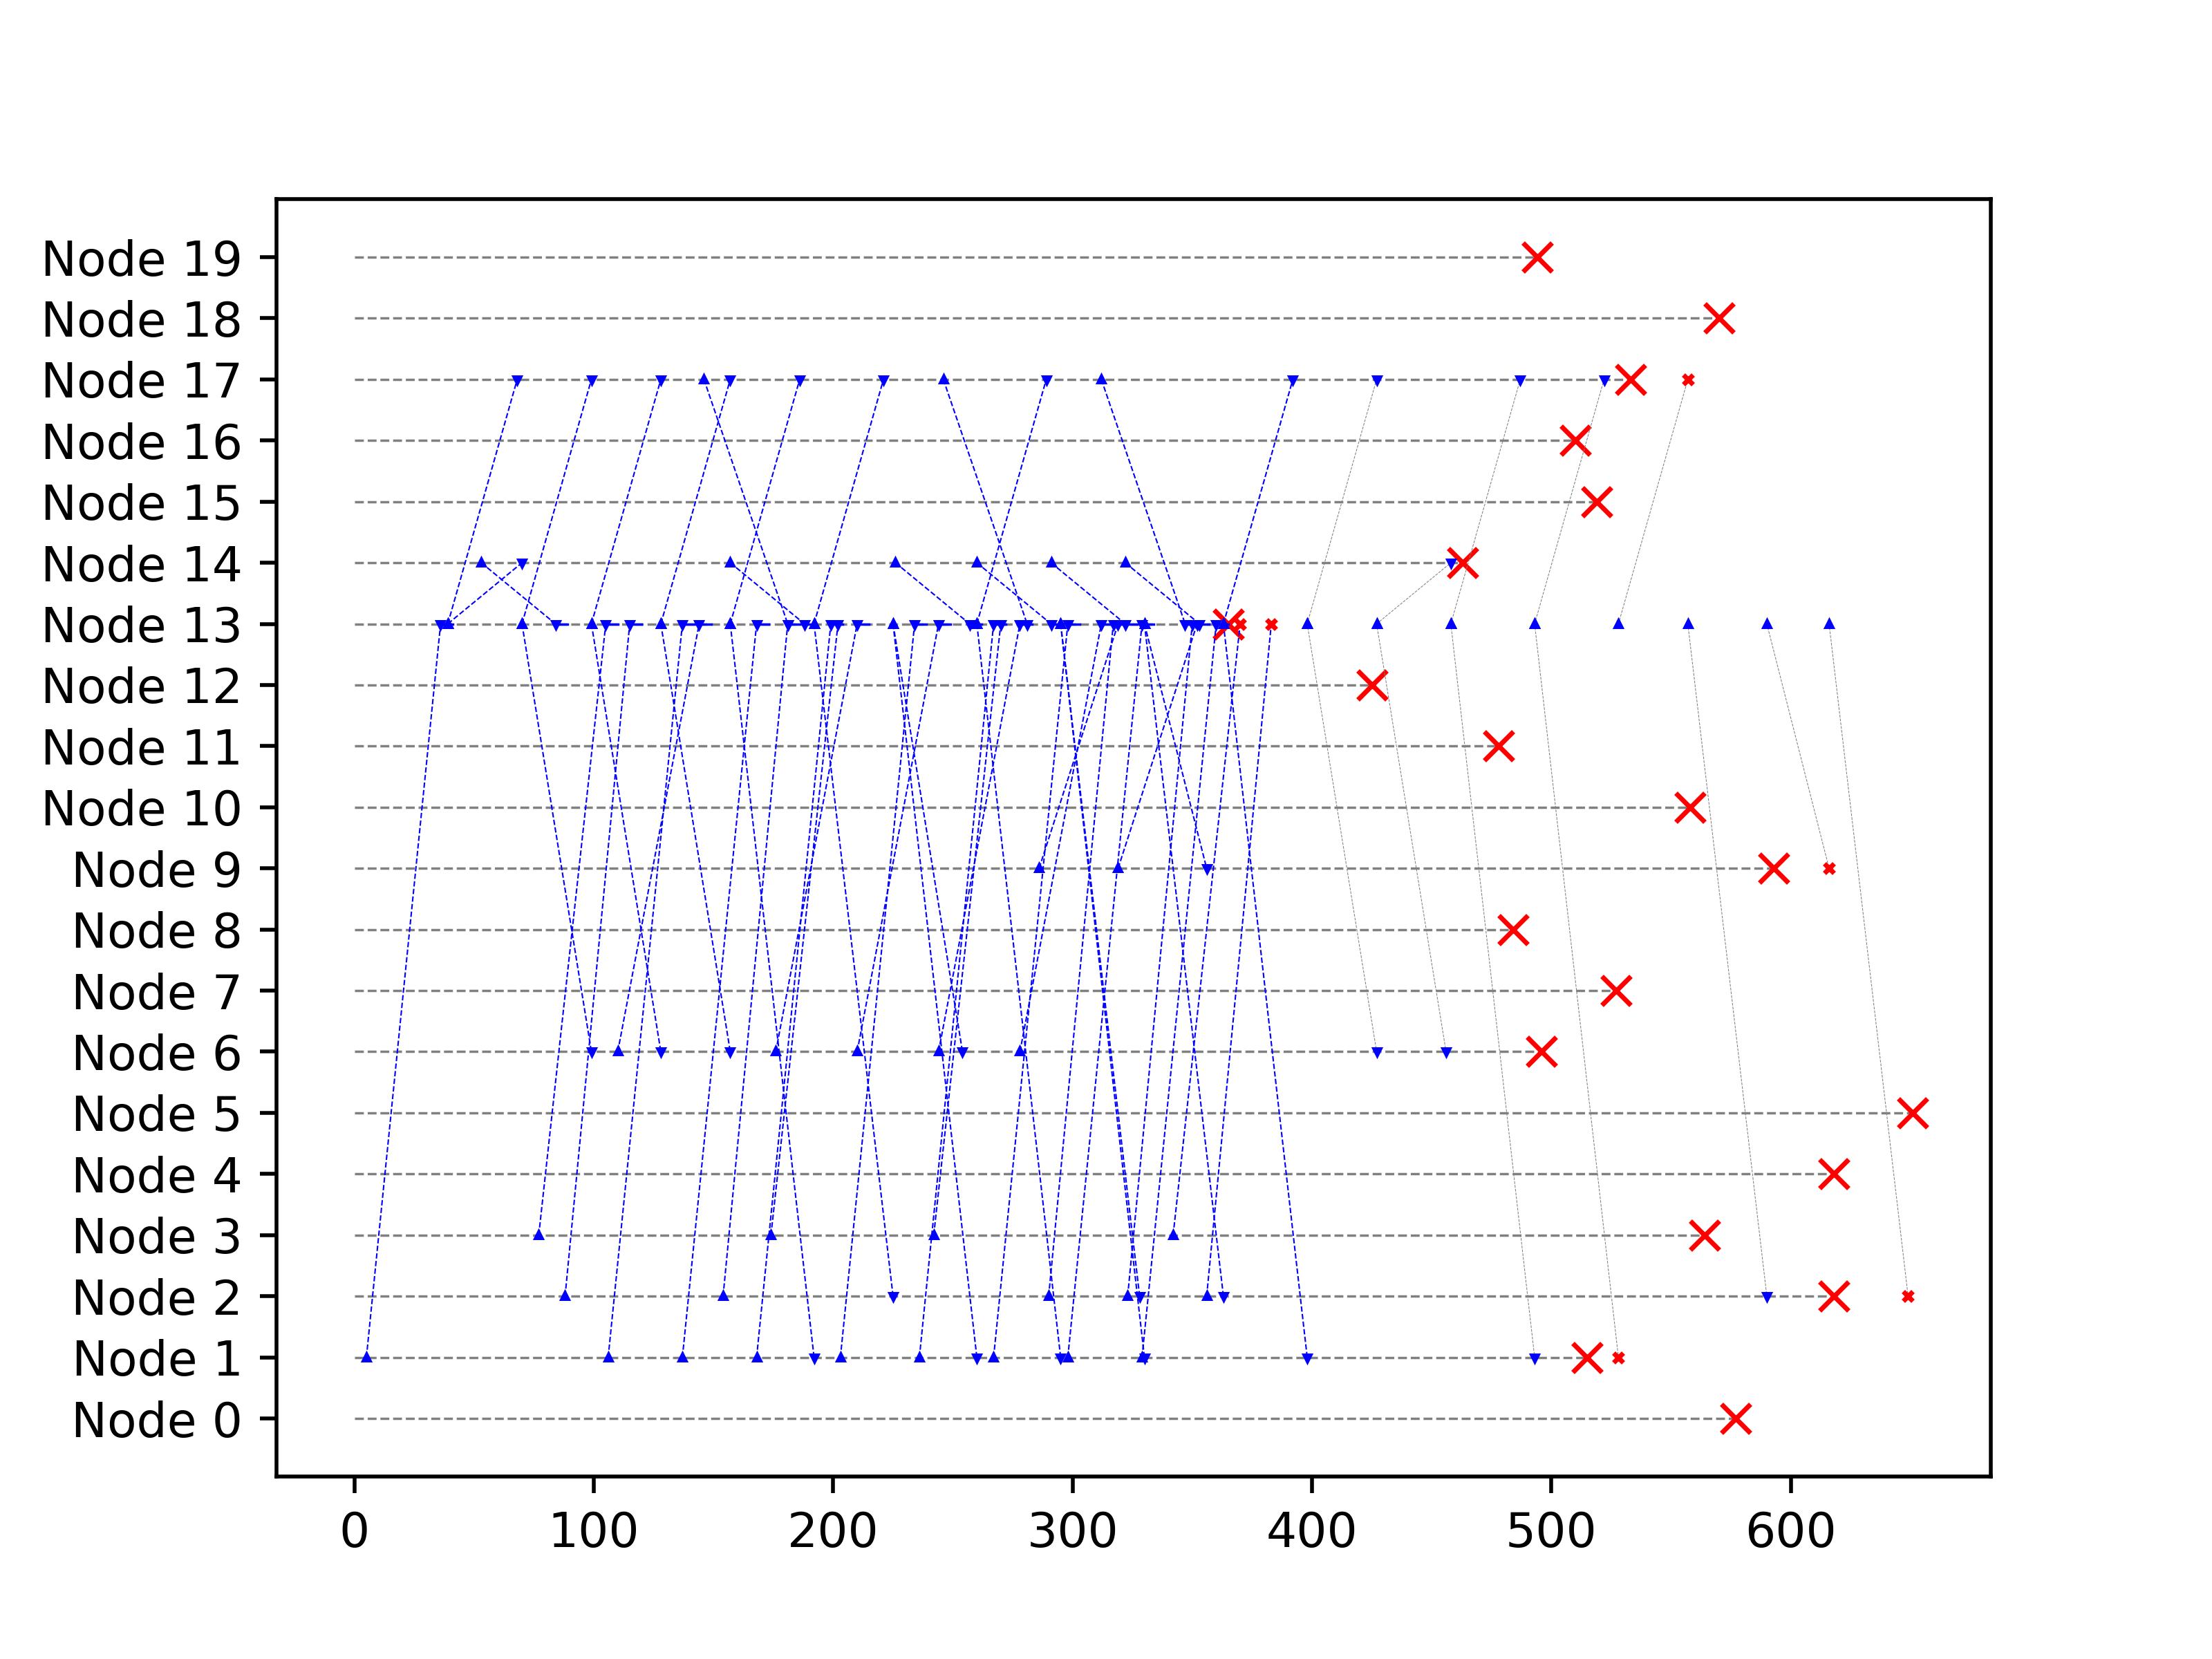 Node 19
Node 18
Node 17
Node 16
Node 15
Node 14
Node 13
Node 12
Node 11
Node 10
Node 9
Node 8
Node 7
Node 6
Node 5
Node 4
Node 3
Node 2
Node 1
Node 0
0 100 200 300 400 500 600